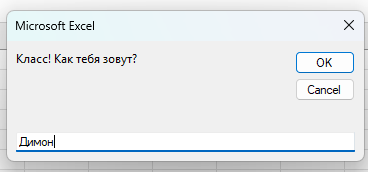 Microsoft Excel
Класс! Как тебя зовут?
OK
Cancel
Димон